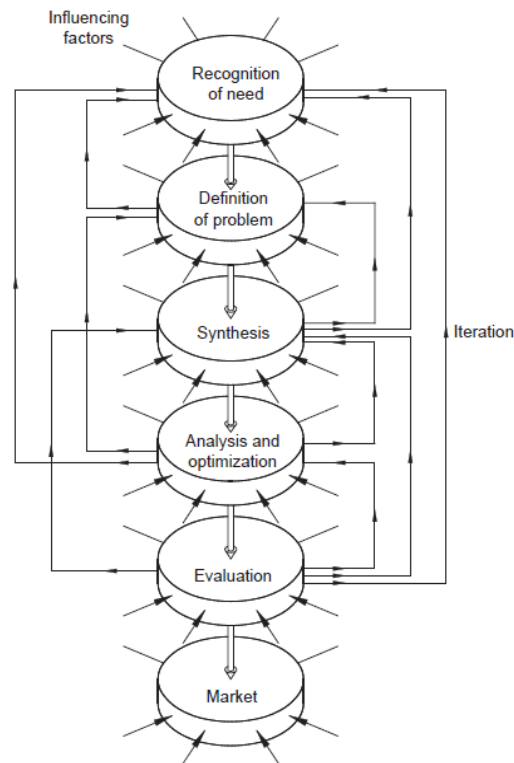 Influencing
factors
Recognition
of need
Definition
of problem
Synthesis
Iteration
Analysis and
optimization
Evaluation
Market